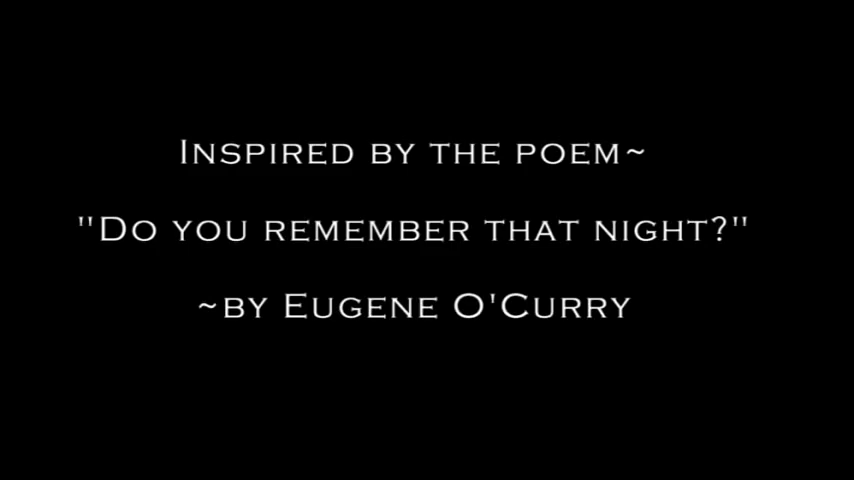 Inspired by the poem~
"Do you remember that night?"
~by Eugene O'Curry